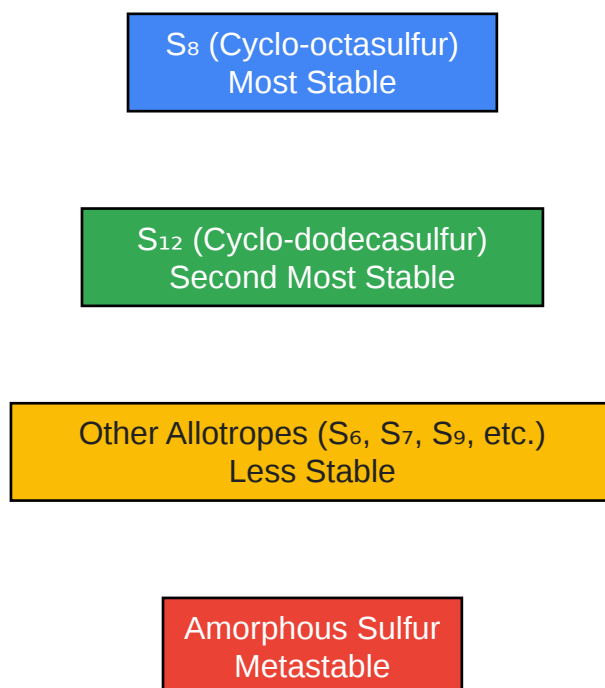 S₈ (Cyclo-octasulfur)
Most Stable
S₁₂ (Cyclo-dodecasulfur)
Second Most Stable
Other Allotropes (S₆, S₇, S₉, etc.)
Less Stable
Amorphous Sulfur
Metastable